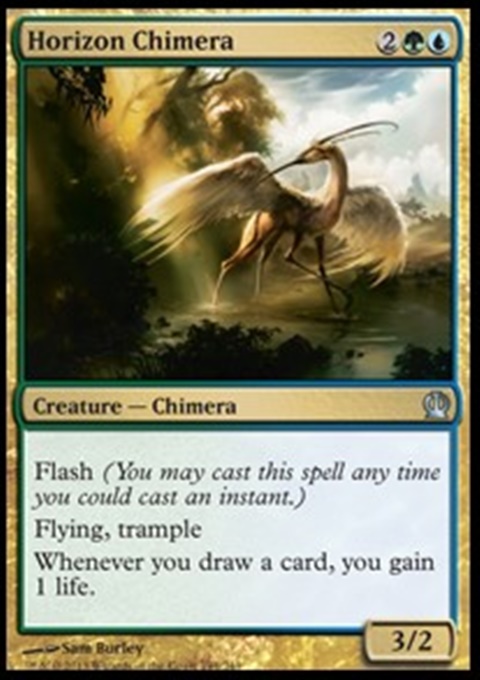 Horizon Chimera 2
Creature — Chimera
Flash (You may cast this spell any time
you could cast an instant.)
Flying, trample
Whenever you draw a card, you gain
1 life.
Sam Burley
3/2